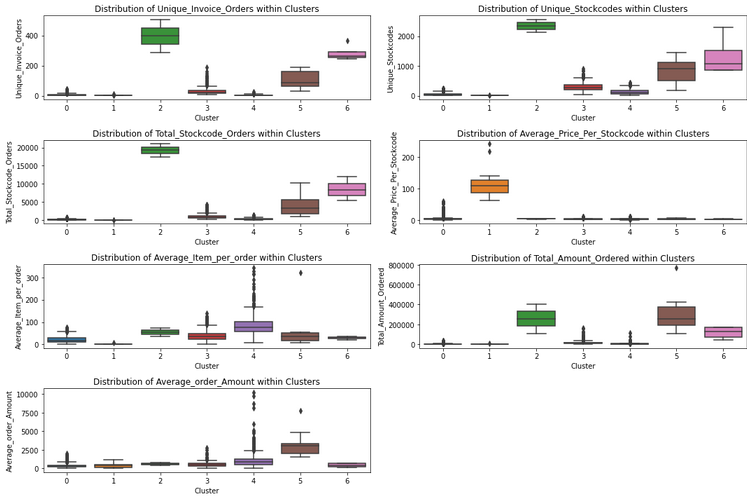 Distribution of Unique_Invoice_Orders within Clusters
Unique_Invoice_Orders
400
200
0
0 1 2 3 4 5 6
Cluster
Distribution of Unique_Stockcodes within Clusters
Unique_Stockcodes
2000
1000
0
0 1 2 3 4 5 6
Cluster
Distribution of Total_Stockcode_Orders within Clusters
Total_Stockcode_Orders
20000
15000
10000
5000
0
0 1 2 3 4 5 6
Cluster
Distribution of Average_Price_Per_Stockcode within Clusters
Average_Price_Per_Stockcode
200
100
0
0 1 2 3 4 5 6
Cluster
Distribution of Average_Item_per_order within Clusters
Average_Item_per_order
300
200
100
0
0 1 2 3 4 5 6
Cluster
Distribution of Total_Amount_Ordered within Clusters
Total_Amount_Ordered
800000
600000
400000
200000
0
0 1 2 3 4 5 6
Cluster
Distribution of Average_order_Amount within Clusters
Average_order_Amount
10000
7500
5000
2500
0
0 1 2 3 4 5 6
Cluster